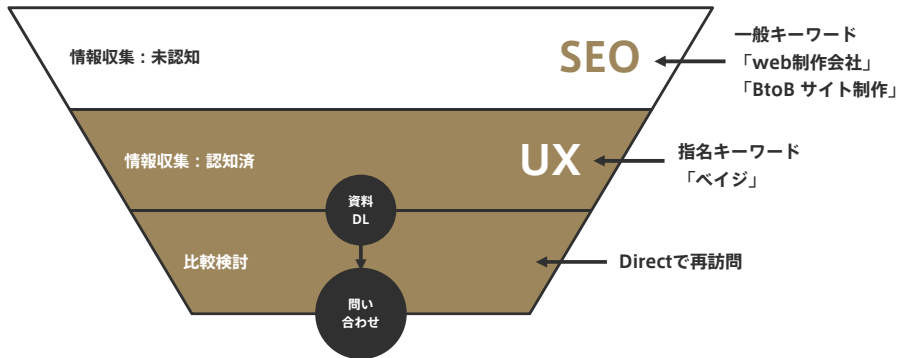 情報収集：未認知
SEO
一般キーワード
「web制作会社」
「BtoB サイト制作」
情報収集：認知済
UX
指名キーワード
「ベイジ」
資料
DL
比較検討
Directで再訪問
問い
合わせ